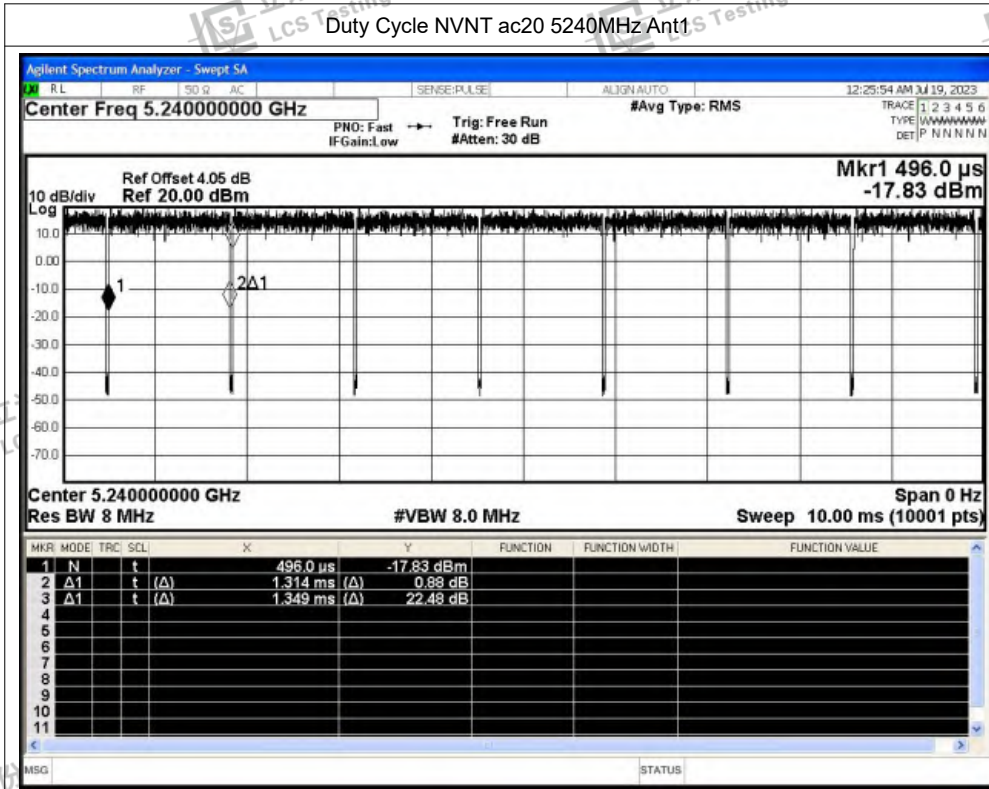 LCS Testing
LCS Testing
Duty Cycle NVNT ac20 5240MHz Ant1
Agilent Spectrum Analyzer - Swept SA
RL RF 50 Ω AC SENSE:PULSE ALIGN AUTO 12:25:54 AM Jul 19, 2023
Center Freq 5.240000000 GHz #Avg Type: RMS TRACE 1 2 3 4 5 6
PNO: Fast Trig: Free Run TYPE WWWWWW
IFGain:Low #Atten: 30 dB DET P N N N N N
Mkr1 496.0 µs
Ref Offset 4.05 dB
10 dB/div Ref 20.00 dBm -17.83 dBm
Log
10.0
0.00
-10.0 1 2Δ1
-20.0
-30.0
-40.0
-50.0
-60.0
-70.0
Center 5.240000000 GHz Span 0 Hz
Res BW 8 MHz #VBW 8.0 MHz Sweep 10.00 ms (10001 pts)
MKR MODE TRC SCL X Y FUNCTION FUNCTION WIDTH FUNCTION VALUE
1 N t 496.0 µs -17.83 dBm
2 Δ1 t (Δ) 1.314 ms (Δ) 0.88 dB
3 Δ1 t (Δ) 1.349 ms (Δ) 22.48 dB
4
5
6
7
8
9
10
11
MSG STATUS